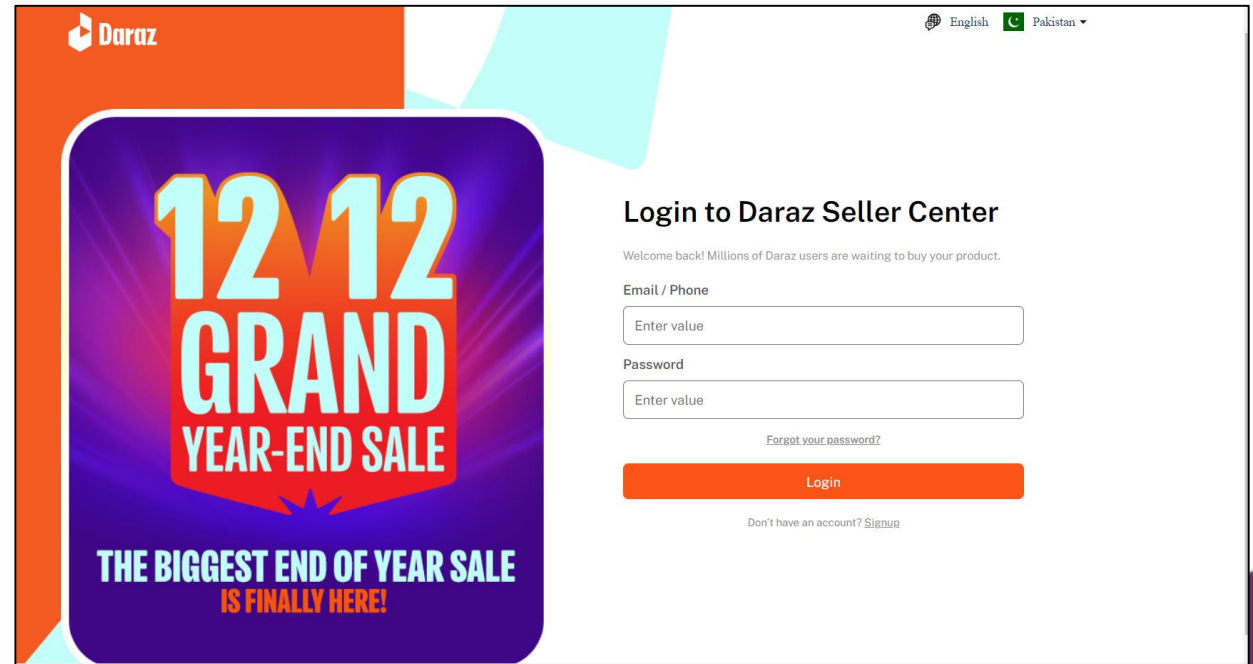 Daraz
English Pakistan
12 12
GRAND
YEAR-END SALE
THE BIGGEST END OF YEAR SALE
IS FINALLY HERE!
Login to Daraz Seller Center
Welcome back! Millions of Daraz users are waiting to buy your product.
Email / Phone
Enter value
Password
Enter value
Forgot your password?
Login
Don't have an account? Signup